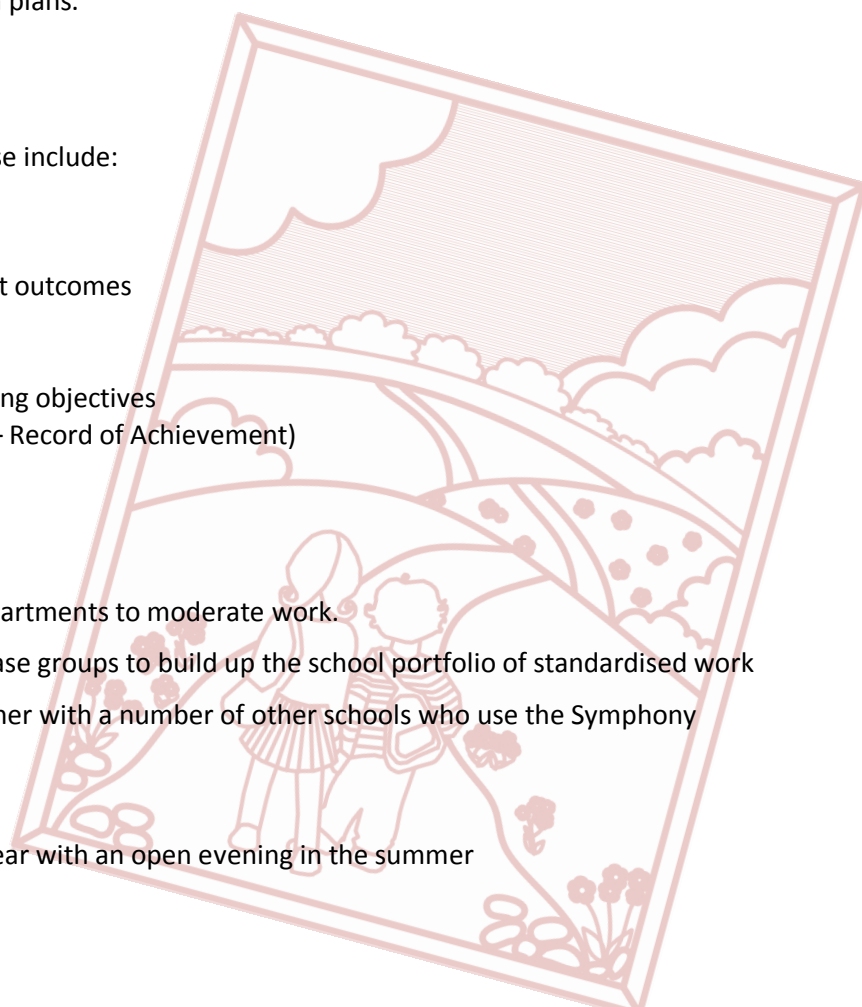 plans.
se include:
t outcomes
ng objectives
- Record of Achievement)
artments to moderate work.
ase groups to build up the school portfolio of standardised work
ner with a number of other schools who use the Symphony
ear with an open evening in the summer